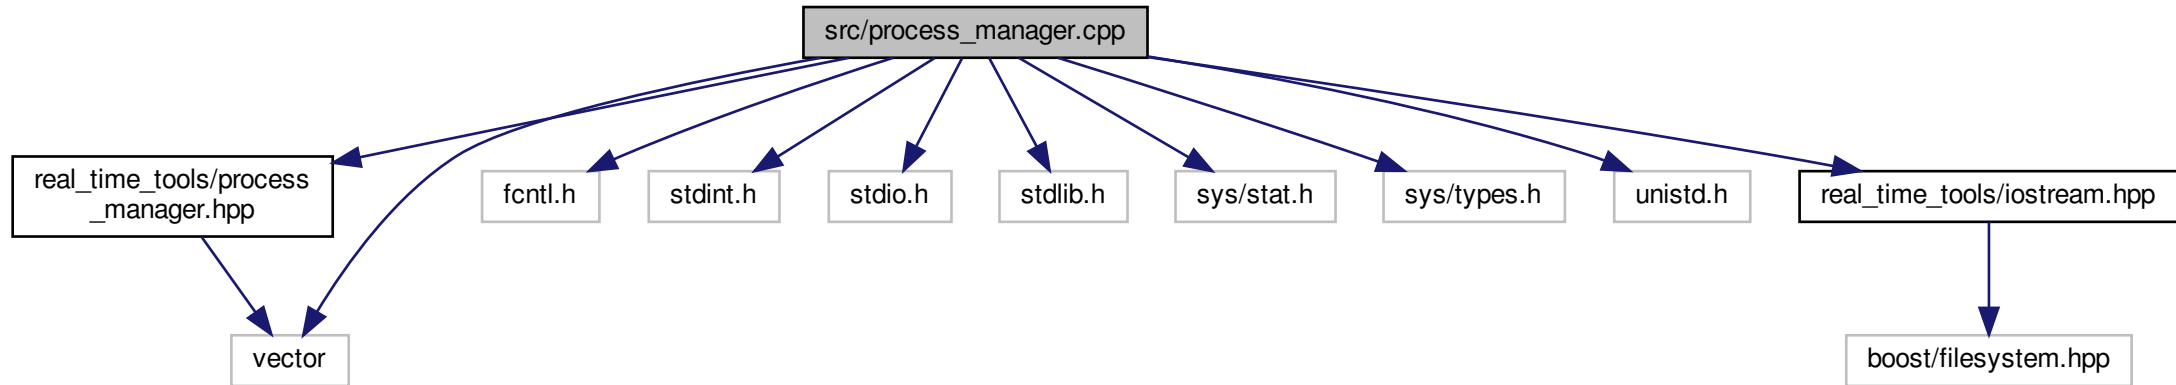 src/process_manager.cpp
real_time_tools/process
_manager.hpp
fcntl.h
stdint.h
stdio.h
stdlib.h
sys/stat.h
sys/types.h
unistd.h
real_time_tools/iostream.hpp
vector
boost/filesystem.hpp